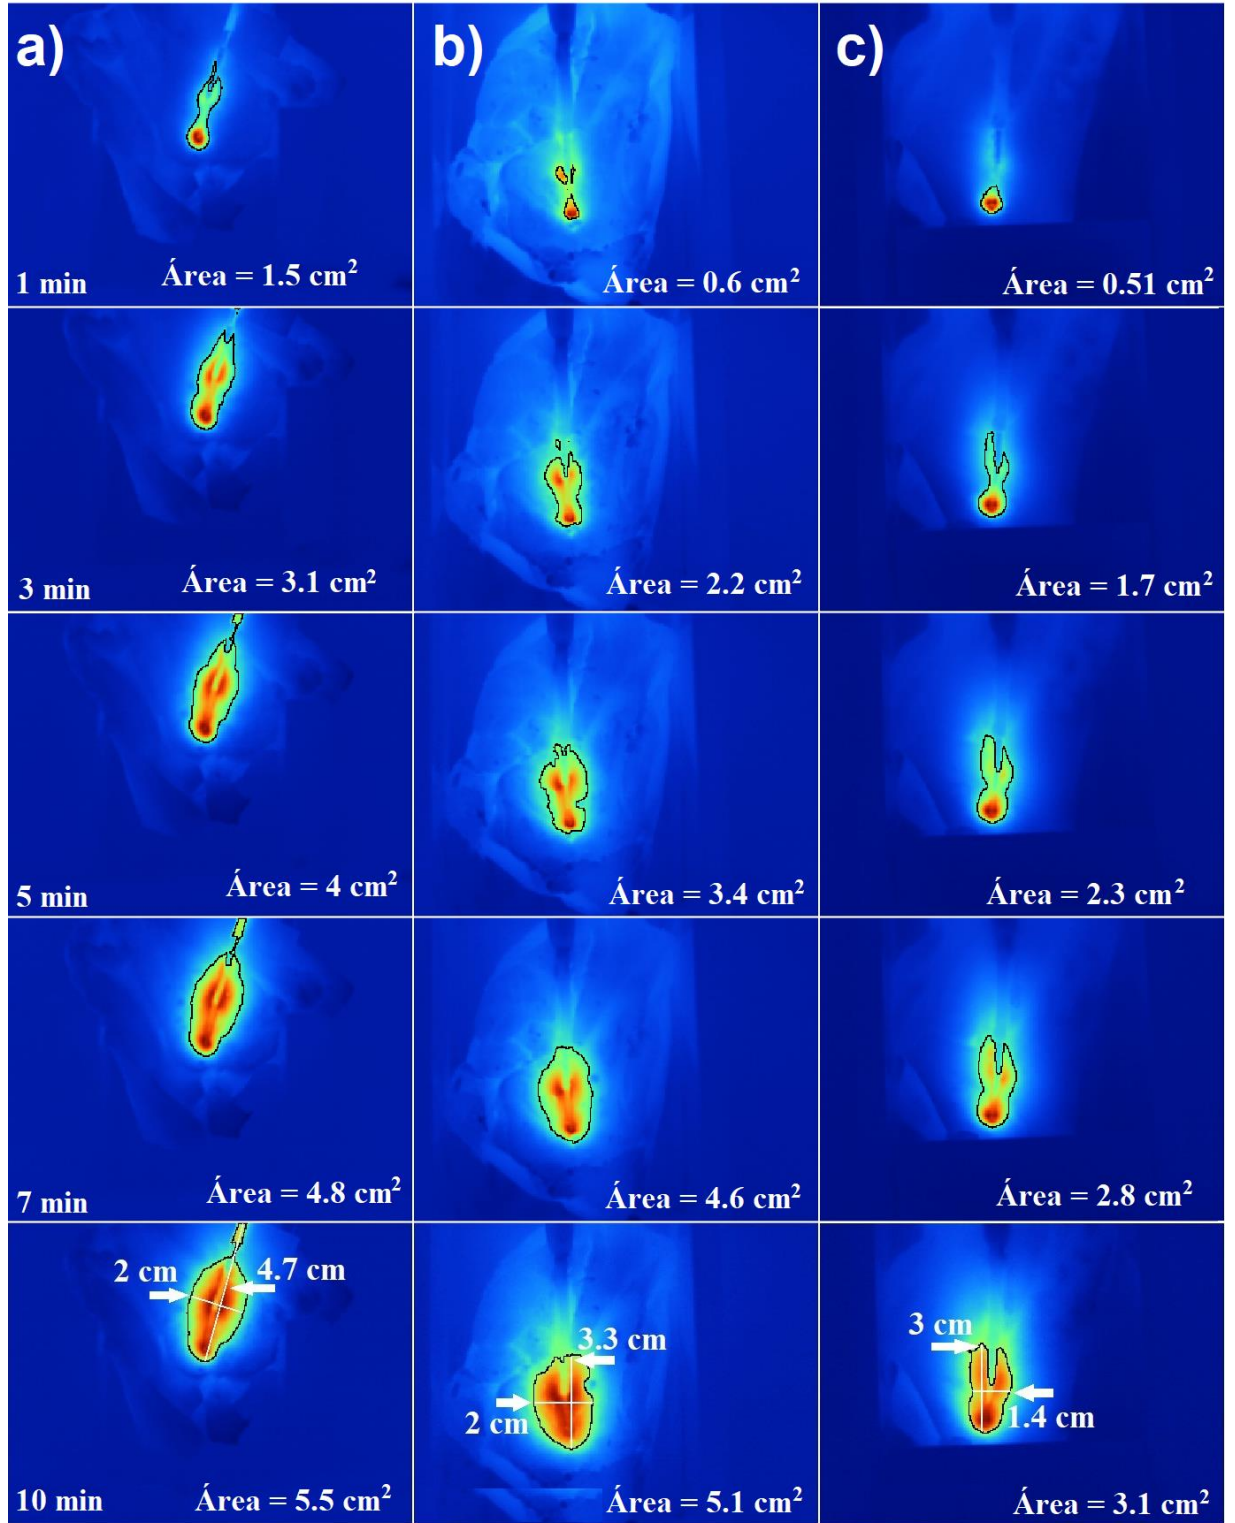 a)
b)
c)
1 min
Área = 1.5 cm²
Área = 0.6 cm²
Área = 0.51 cm²
3 min
Área = 3.1 cm²
Área = 2.2 cm²
Área = 1.7 cm²
5 min
Área = 4 cm²
Área = 3.4 cm²
Área = 2.3 cm²
7 min
Área = 4.8 cm²
Área = 4.6 cm²
Área = 2.8 cm²
2 cm
4.7 cm
3.3 cm
2 cm
3 cm
1.4 cm
10 min
Área = 5.5 cm²
Área = 5.1 cm²
Área = 3.1 cm²